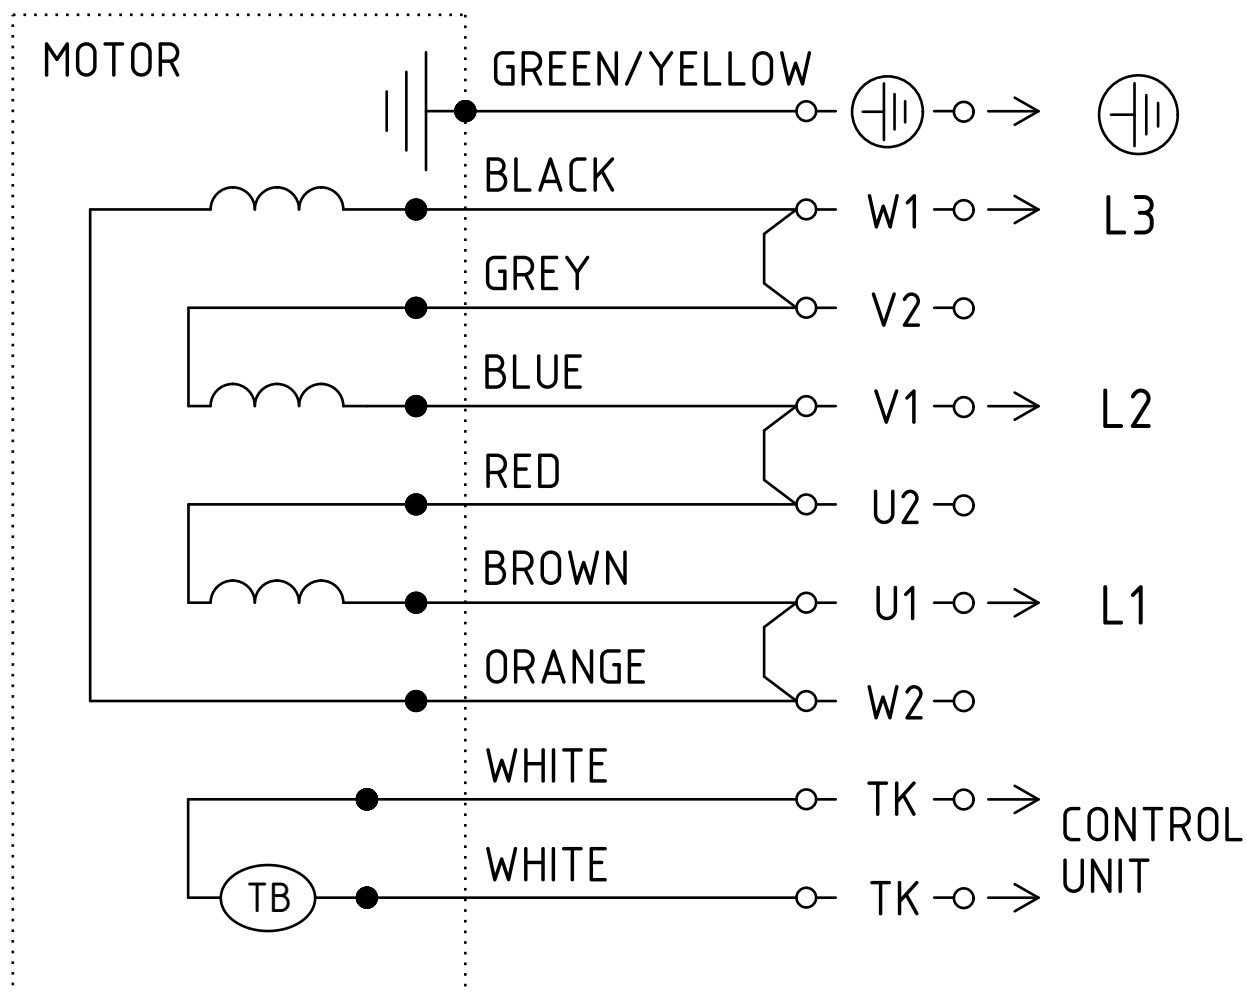 MOTOR
GREEN/YELLOW
BLACK
W1
L3
GREY
V2
BLUE
V1
L2
RED
U2
BROWN
U1
L1
ORANGE
W2
WHITE
TK
CONTROL
UNIT
WHITE
TB
TK